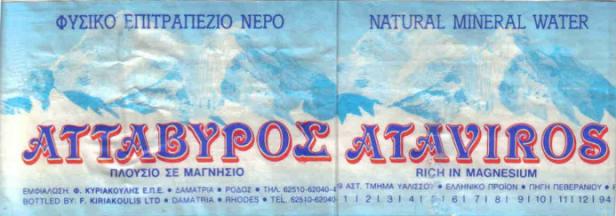 ΦΥΣΙΚΟ ΕΠΙΤΡΑΠΕΖΙΟ ΝΕΡΟ
ΑΤΤΑΒΥΡΟΣ
ΠΛΟΥΣΙΟ ΣΕ ΜΑΓΝΗΣΙΟ
ΕΜΦΙΑΛΩΣΗ: Φ. ΚΥΡΙΑΚΟΥΛΗΣ Ε.Π.Ε. • ΔΑΜΑΤΡΙΑ • ΡΟΔΟΣ • ΤΗΛ. 62510-62040-4
BOTTLED BY: F. KIRIAKOULIS LTD • DAMATRIA • RHODES • TEL. 62510-62040-
NATURAL MINERAL WATER
ATAVIROS
RICH IN MAGNESIUM
ΑΣΤ. ΤΜΗΜΑ ΥΑΛΙΣΣΟΥ • ΕΛΛΗΝΙΚΟ ΠΡΟΪΟΝ • ΠΗΓΗ ΠΕΒΕΡΑΝΙΟΥ •
1 | 2 | 3 | 4 | 5 | 6 | 7 | 8 | 9 | 10 | 11 | 12 |